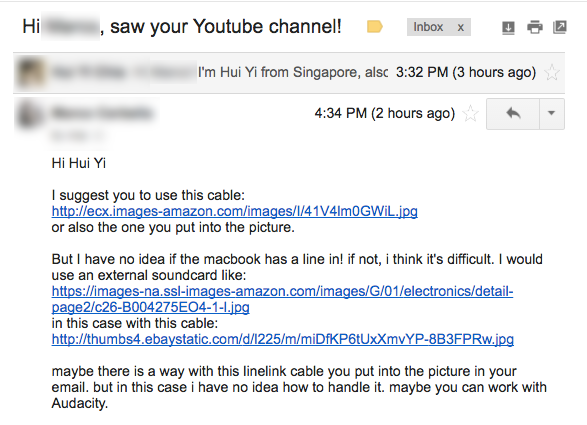 Hi , saw your Youtube channel!
Inbox x
I'm Hui Yi from Singapore, alsc 3:32 PM (3 hours ago)
4:34 PM (2 hours ago)
Hi Hui Yi
I suggest you to use this cable:
http://ecx.images-amazon.com/images/I/41V4lm0GWiL.jpg
or also the one you put into the picture.
But I have no idea if the macbook has a line in! if not, i think it's difficult. I would
use an external soundcard like:
https://images-na.ssl-images-amazon.com/images/G/01/electronics/detail-
page2/c26-B004275EO4-1-l.jpg
in this case with this cable:
http://thumbs4.ebaystatic.com/d/l225/m/miDfKP6tUxXmvYP-8B3FPRw.jpg
maybe there is a way with this linelink cable you put into the picture in your
email. but in this case i have no idea how to handle it. maybe you can work with
Audacity.